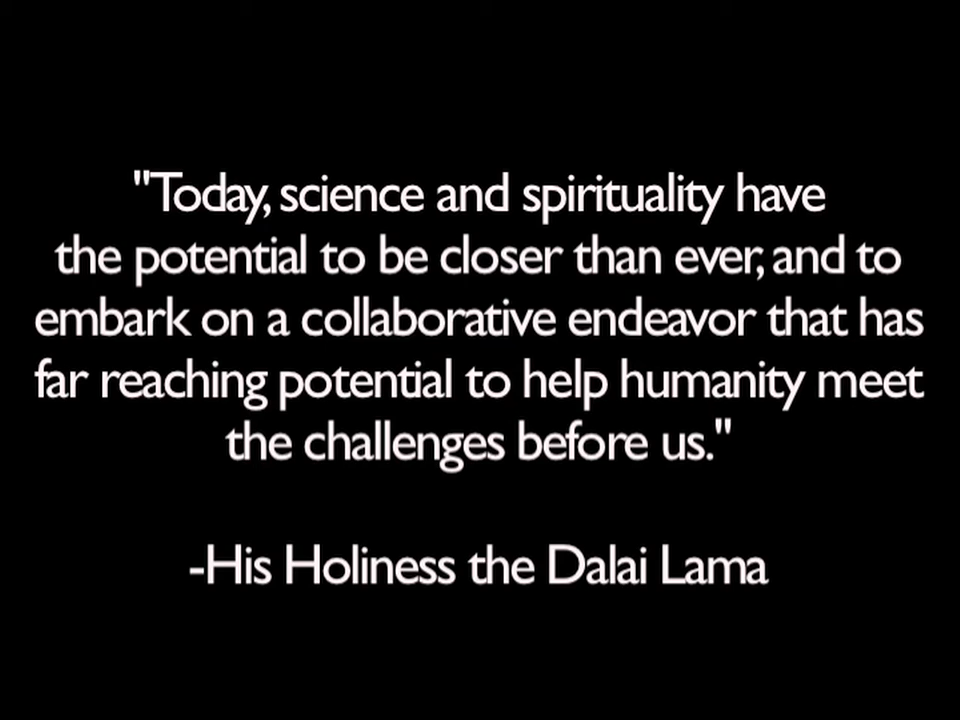 "Today, science and spirituality have
the potential to be closer than ever, and to
embark on a collaborative endeavor that has
far reaching potential to help humanity meet
the challenges before us."
-His Holiness the Dalai Lama